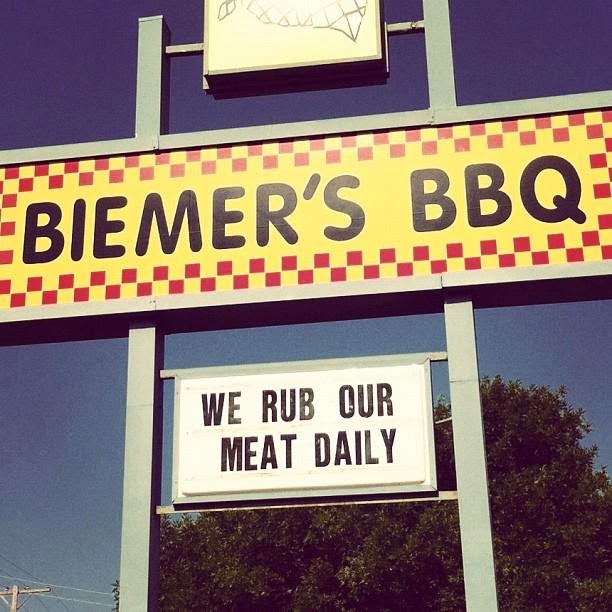 BIEMER'S BBQ
WE RUB OUR
MEAT DAILY